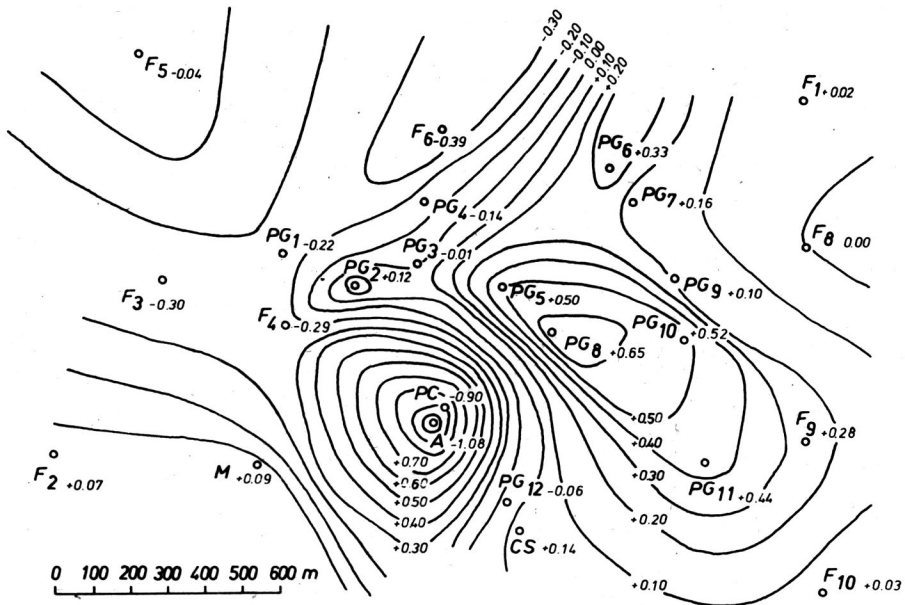 -0.30
-0.20
-0.10
0.00
+0.10
+0.20
F5 -0.04
F1 +0.02
F6 -0.39
PG6 +0.33
PG4 -0.14
PG7 +0.16
PG1 -0.22
PG3 -0.01
F8 0.00
PG2 +0.12
F3 -0.30
PG5 +0.50
PG9 +0.10
F4 -0.29
PG10 +0.52
PG8 +0.65
PC -0.90
A -1.08
+0.50
+0.40
F9 +0.28
F2 +0.07
M +0.09
+0.70
+0.60
+0.50
+0.40
+0.30
PG12 -0.06
+0.30
PG11 +0.44
+0.20
CS +0.14
+0.10
F10 +0.03
0 100 200 300 400 500 600 m